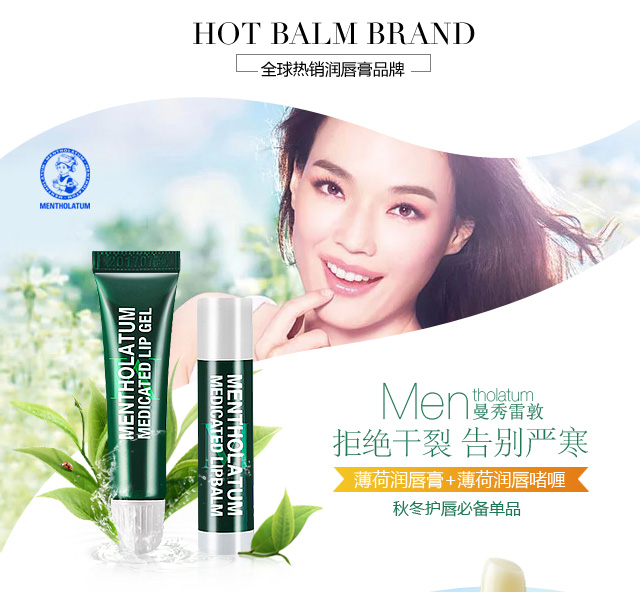 HOT BALM BRAND
全球热销润唇膏品牌
MENTHOLATUM
MENTHOLATUM
MEDICATED LIP GEL
MENTHOLATUM
MEDICATED LIPBALM
Mentholatum
曼秀雷敦
拒绝干裂 告别严寒
薄荷润唇膏+薄荷润唇啫喱
秋冬护唇必备单品